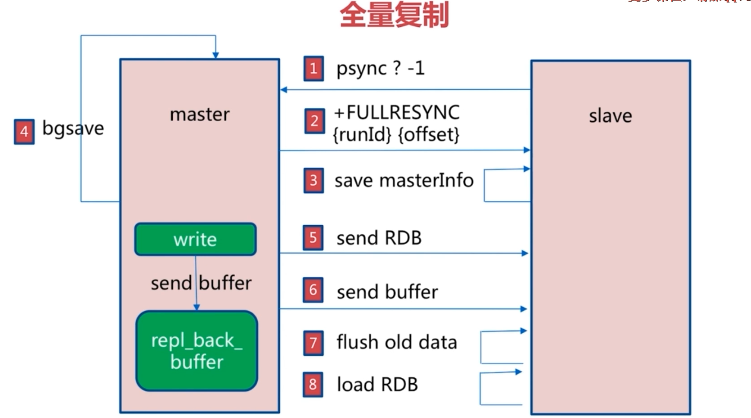 全量复制
1 psync ? -1
master
slave
2 +FULLRESYNC
{runId} {offset}
4 bgsave
3 save masterInfo
write
5 send RDB
send buffer
6 send buffer
repl_back_
buffer
7 flush old data
8 load RDB